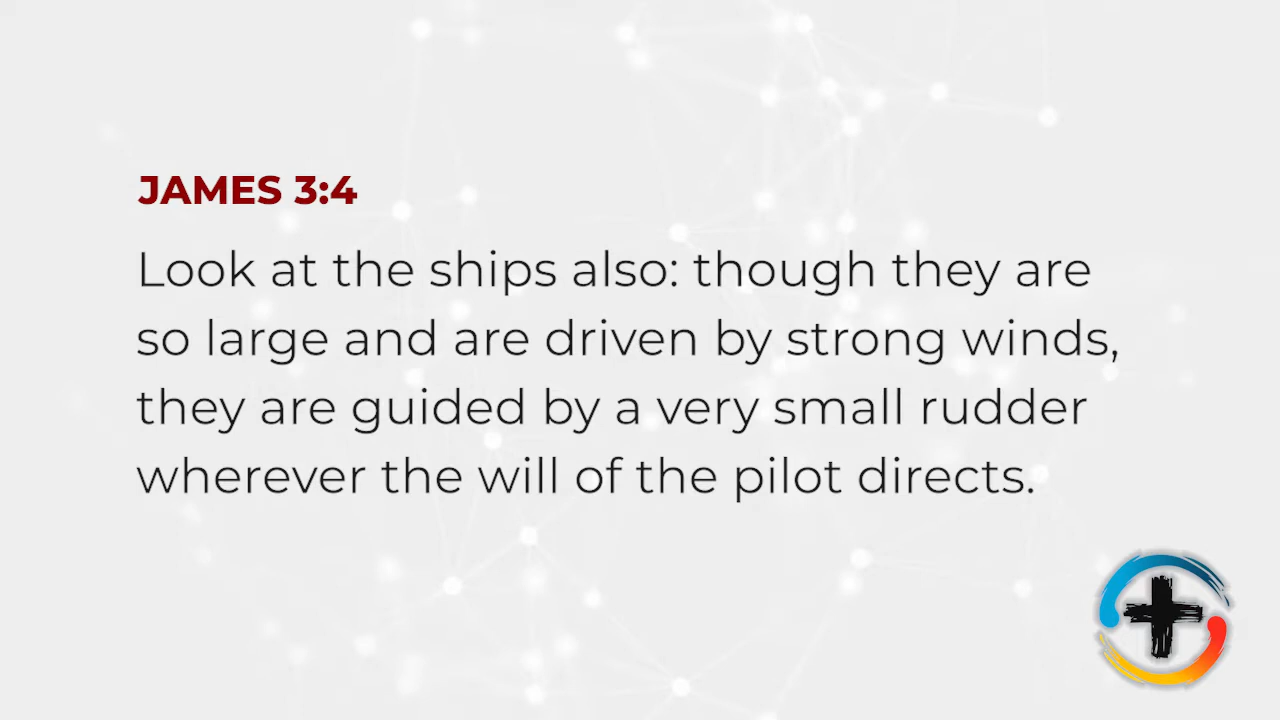 JAMES 3:4
Look at the ships also: though they are
so large and are driven by strong winds,
they are guided by a very small rudder
wherever the will of the pilot directs.